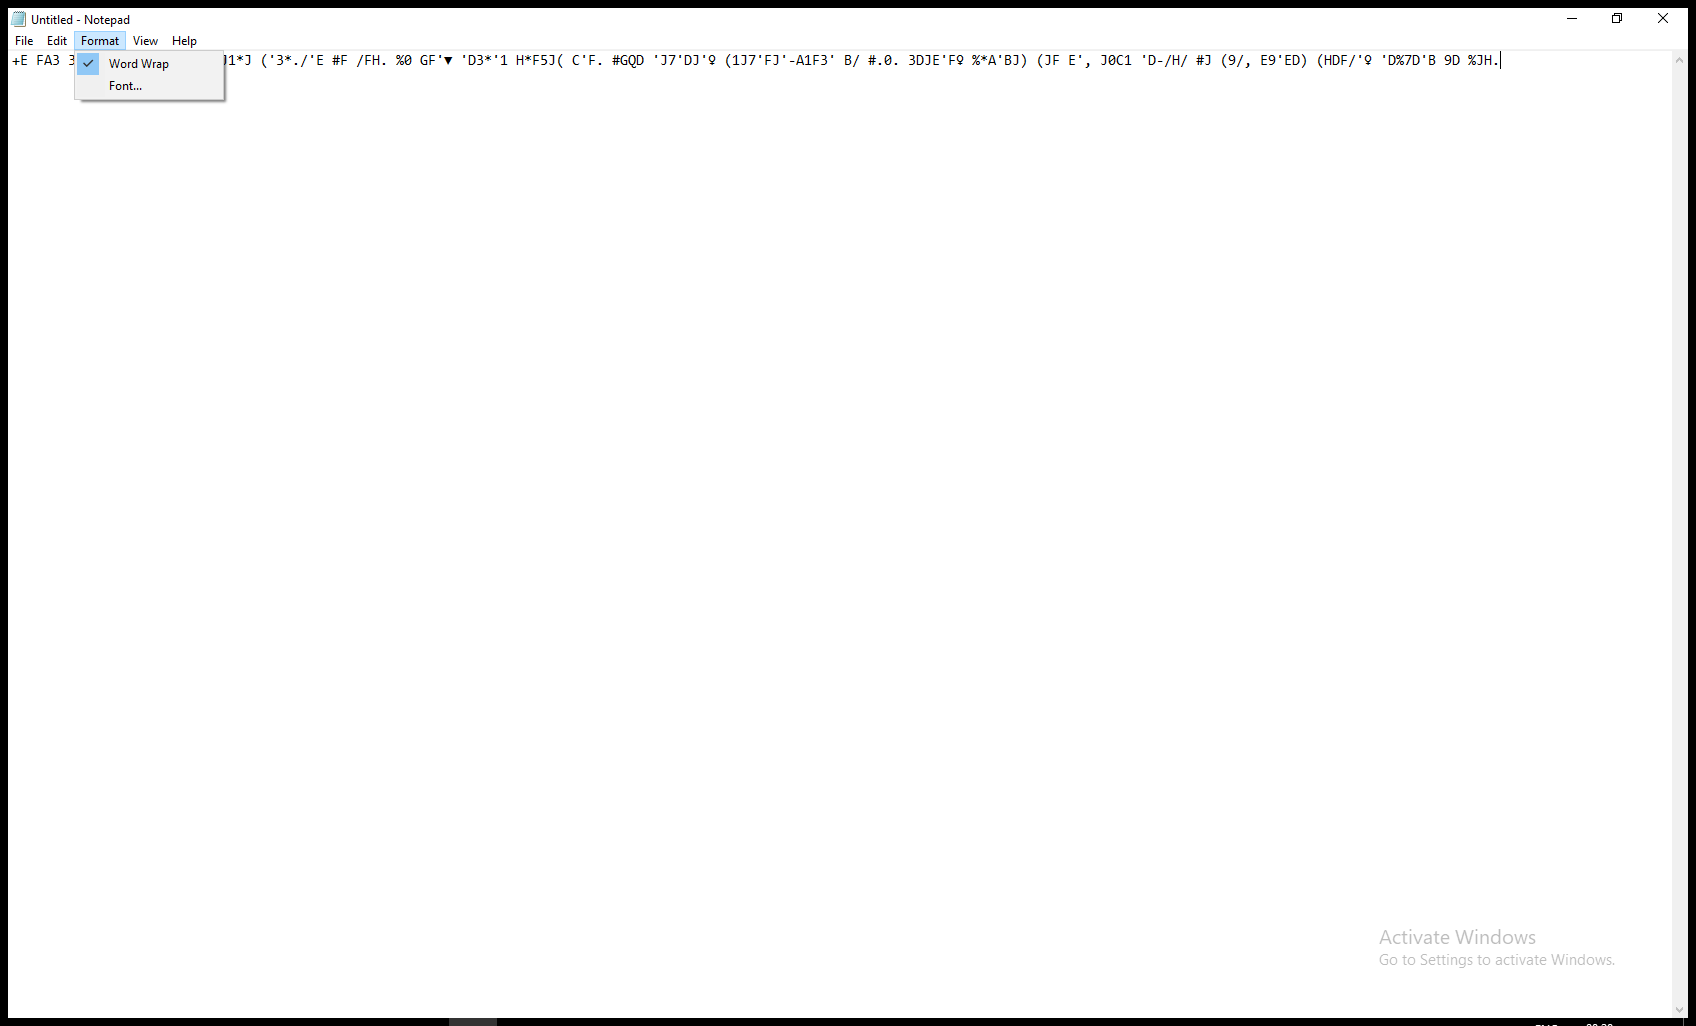 Untitled - Notepad
File Edit Format View Help
+E FA3 J1*J ('3*./'E #F /FH. %0 GF'▼ 'D3*'1 H*F5J( C'F. #GQD 'J7'DJ'♀ (1J7'FJ'-A1F3' B/ #.0. 3DJE'F♀ %*A'BJ) (JF E', J0C1 'D-/H/ #J (9/, E9'ED) (HDF/'♀ 'D%7D'B 9D %JH.
Word Wrap
Font...
Activate Windows
Go to Settings to activate Windows.